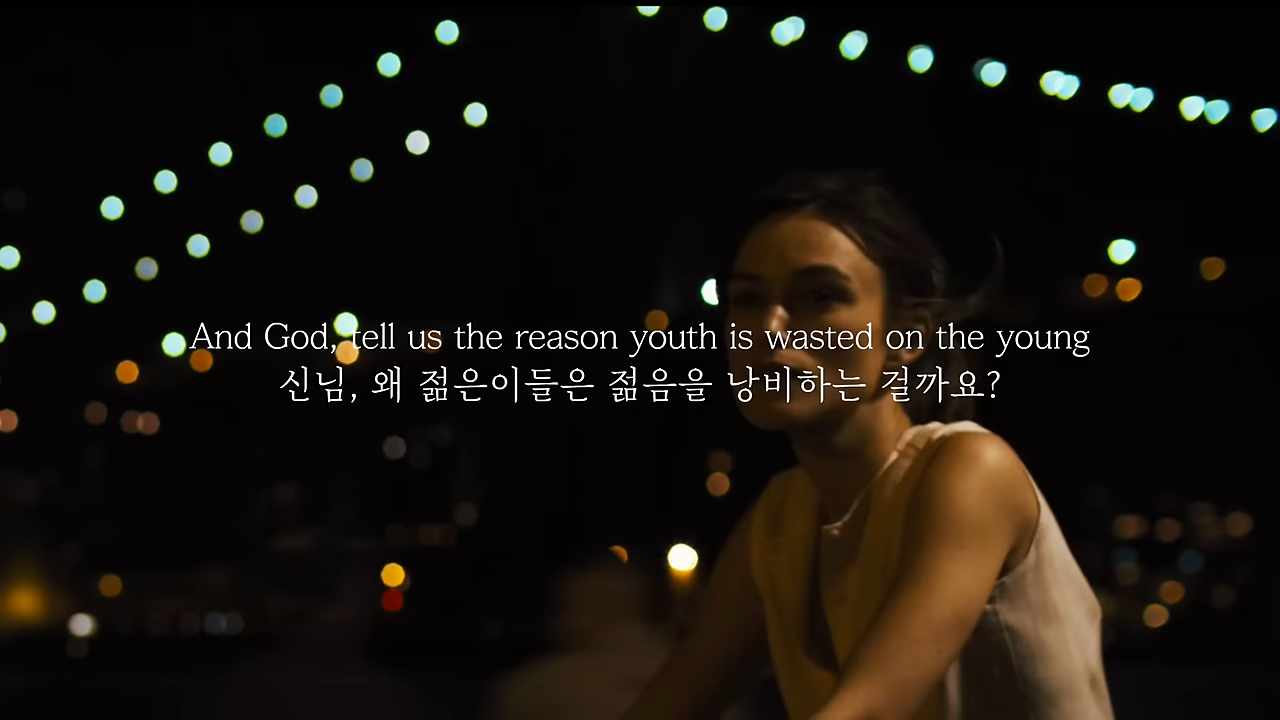 And God, tell us the reason youth is wasted on the young
신님, 왜 젊은이들은 젊음을 낭비하는 걸까요?